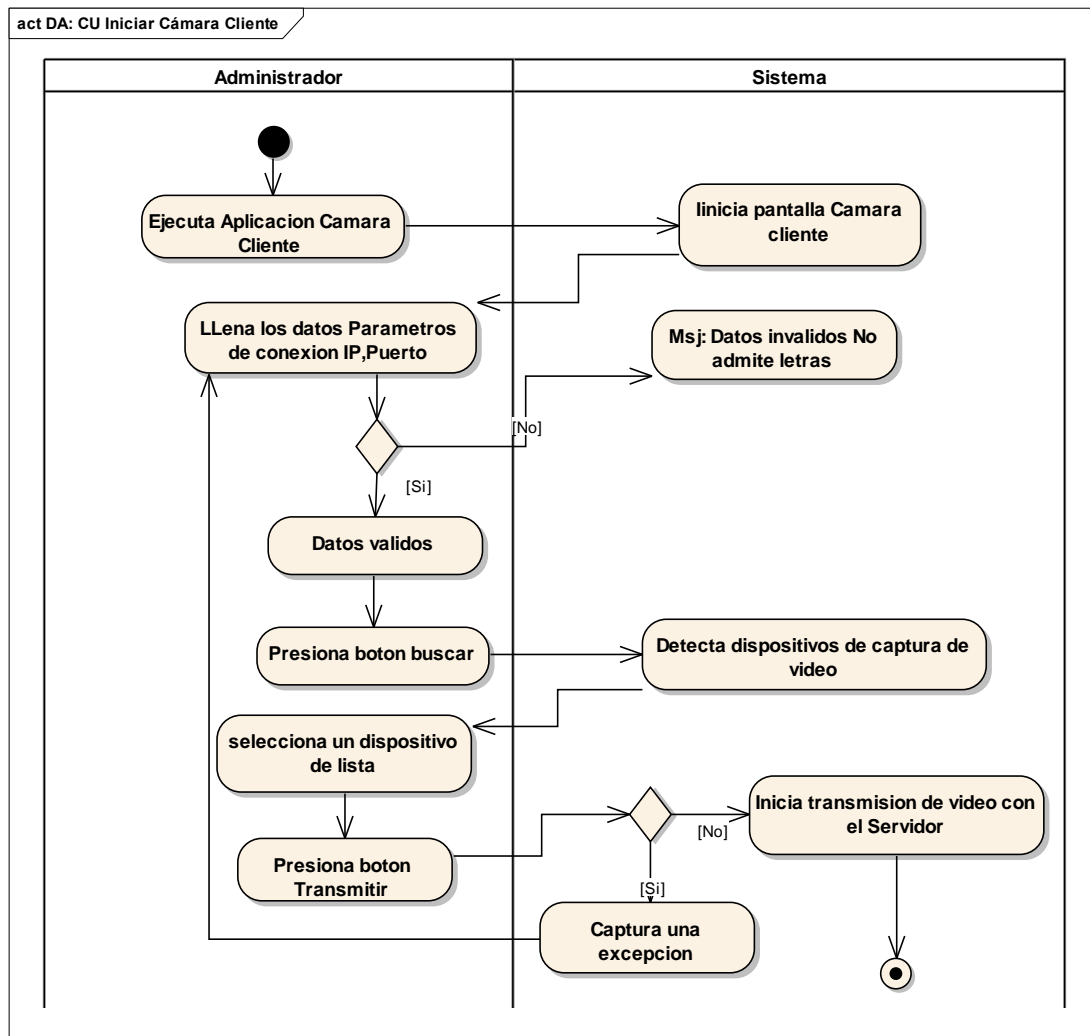 act DA: CU Iniciar Cámara Cliente
Administrador
Sistema
Ejecuta Aplicacion Camara
Cliente
Iinicia pantalla Camara
cliente
LLena los datos Parametros
de conexion IP,Puerto
Msj: Datos invalidos No
admite letras
[No]
[Si]
Datos validos
Presiona boton buscar
Detecta dispositivos de captura de
video
selecciona un dispositivo
de lista
Inicia transmision de video con
el Servidor
[No]
Presiona boton
Transmitir
[Si]
Captura una
excepcion